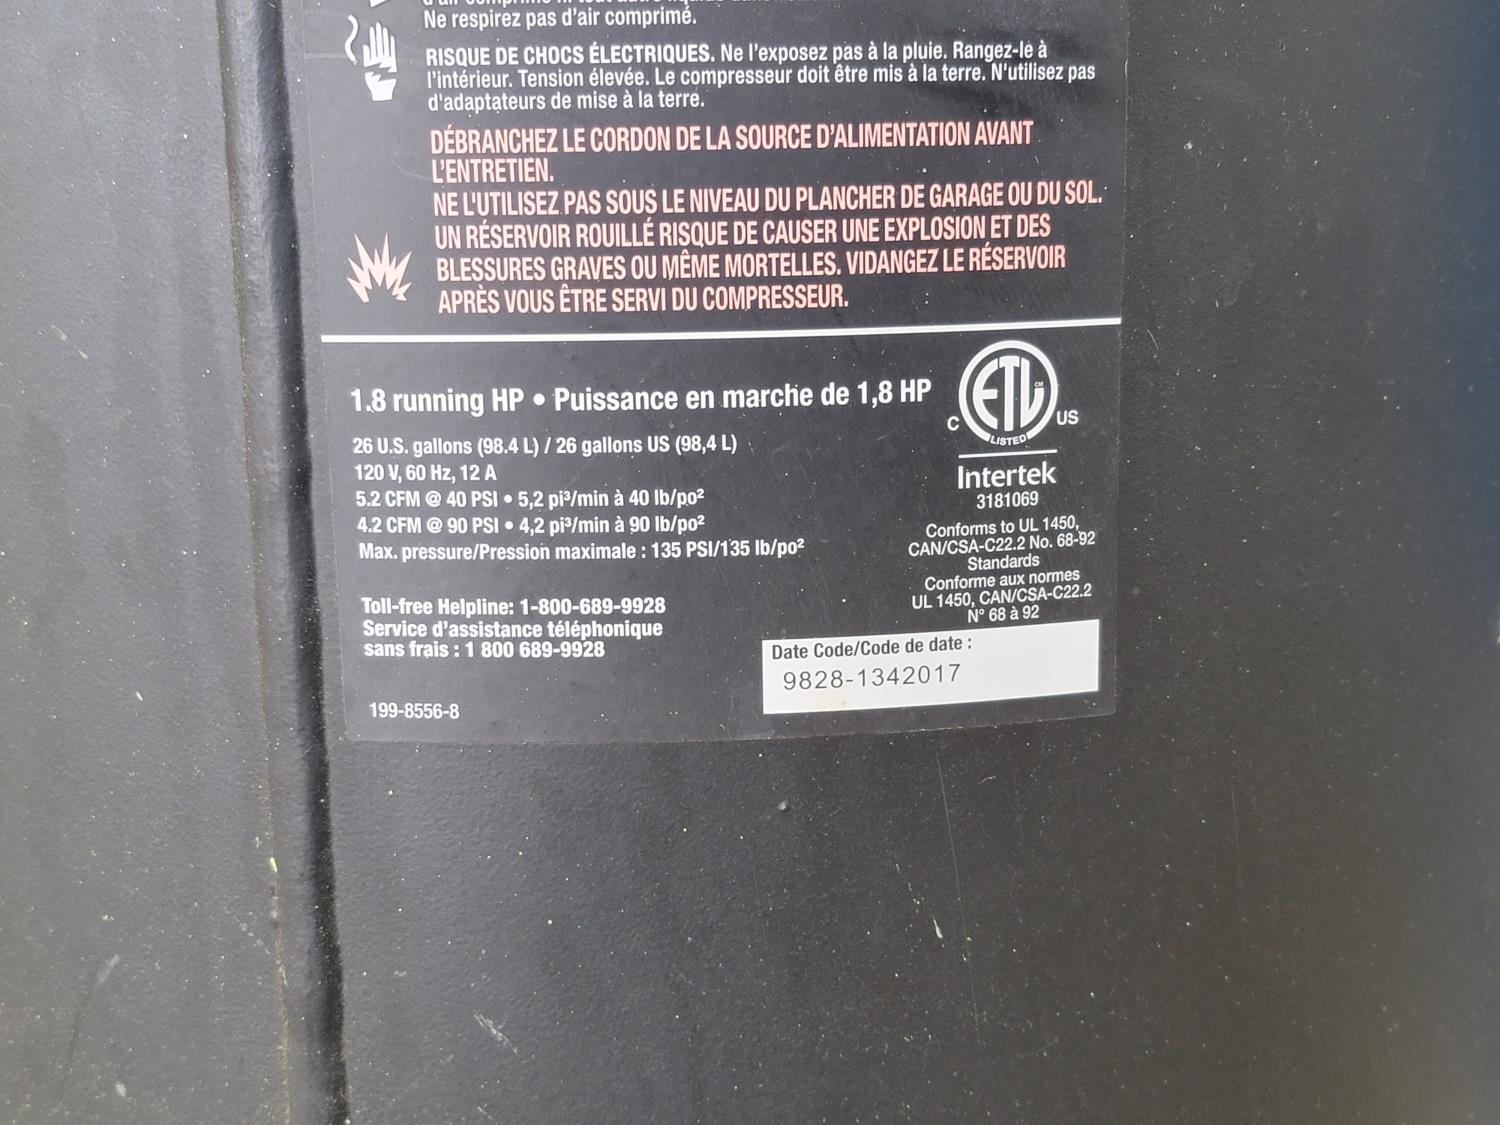 d'air comprimé ni tout autre liquide dans
Ne respirez pas d'air comprimé.
RISQUE DE CHOCS ÉLECTRIQUES. Ne l'exposez pas à la pluie. Rangez-le à
l'intérieur. Tension élevée. Le compresseur doit être mis à la terre. N'utilisez pas
d'adaptateurs de mise à la terre.
DÉBRANCHEZ LE CORDON DE LA SOURCE D'ALIMENTATION AVANT
L'ENTRETIEN.
NE L'UTILISEZ PAS SOUS LE NIVEAU DU PLANCHER DE GARAGE OU DU SOL.
UN RÉSERVOIR ROUILLÉ RISQUE DE CAUSER UNE EXPLOSION ET DES
BLESSURES GRAVES OU MÊME MORTELLES. VIDANGEZ LE RÉSERVOIR
APRÈS VOUS ÊTRE SERVI DU COMPRESSEUR.
1.8 running HP • Puissance en marche de 1,8 HP
26 U.S. gallons (98.4 L) / 26 gallons US (98,4 L)
120 V, 60 Hz, 12 A
5.2 CFM @ 40 PSI • 5,2 pi³/min à 40 lb/po²
4.2 CFM @ 90 PSI • 4,2 pi³/min à 90 lb/po²
Max. pressure/Pression maximale : 135 PSI/135 lb/po²
Toll-free Helpline: 1-800-689-9928
Service d'assistance téléphonique
sans frais : 1 800 689-9928
199-8556-8
ETL CM
C US
LISTED
Intertek
3181069
Conforms to UL 1450,
CAN/CSA-C22.2 No. 68-92
Standards
Conforme aux normes
UL 1450, CAN/CSA-C22.2
N° 68 à 92
Date Code/Code de date :
9828-1342017